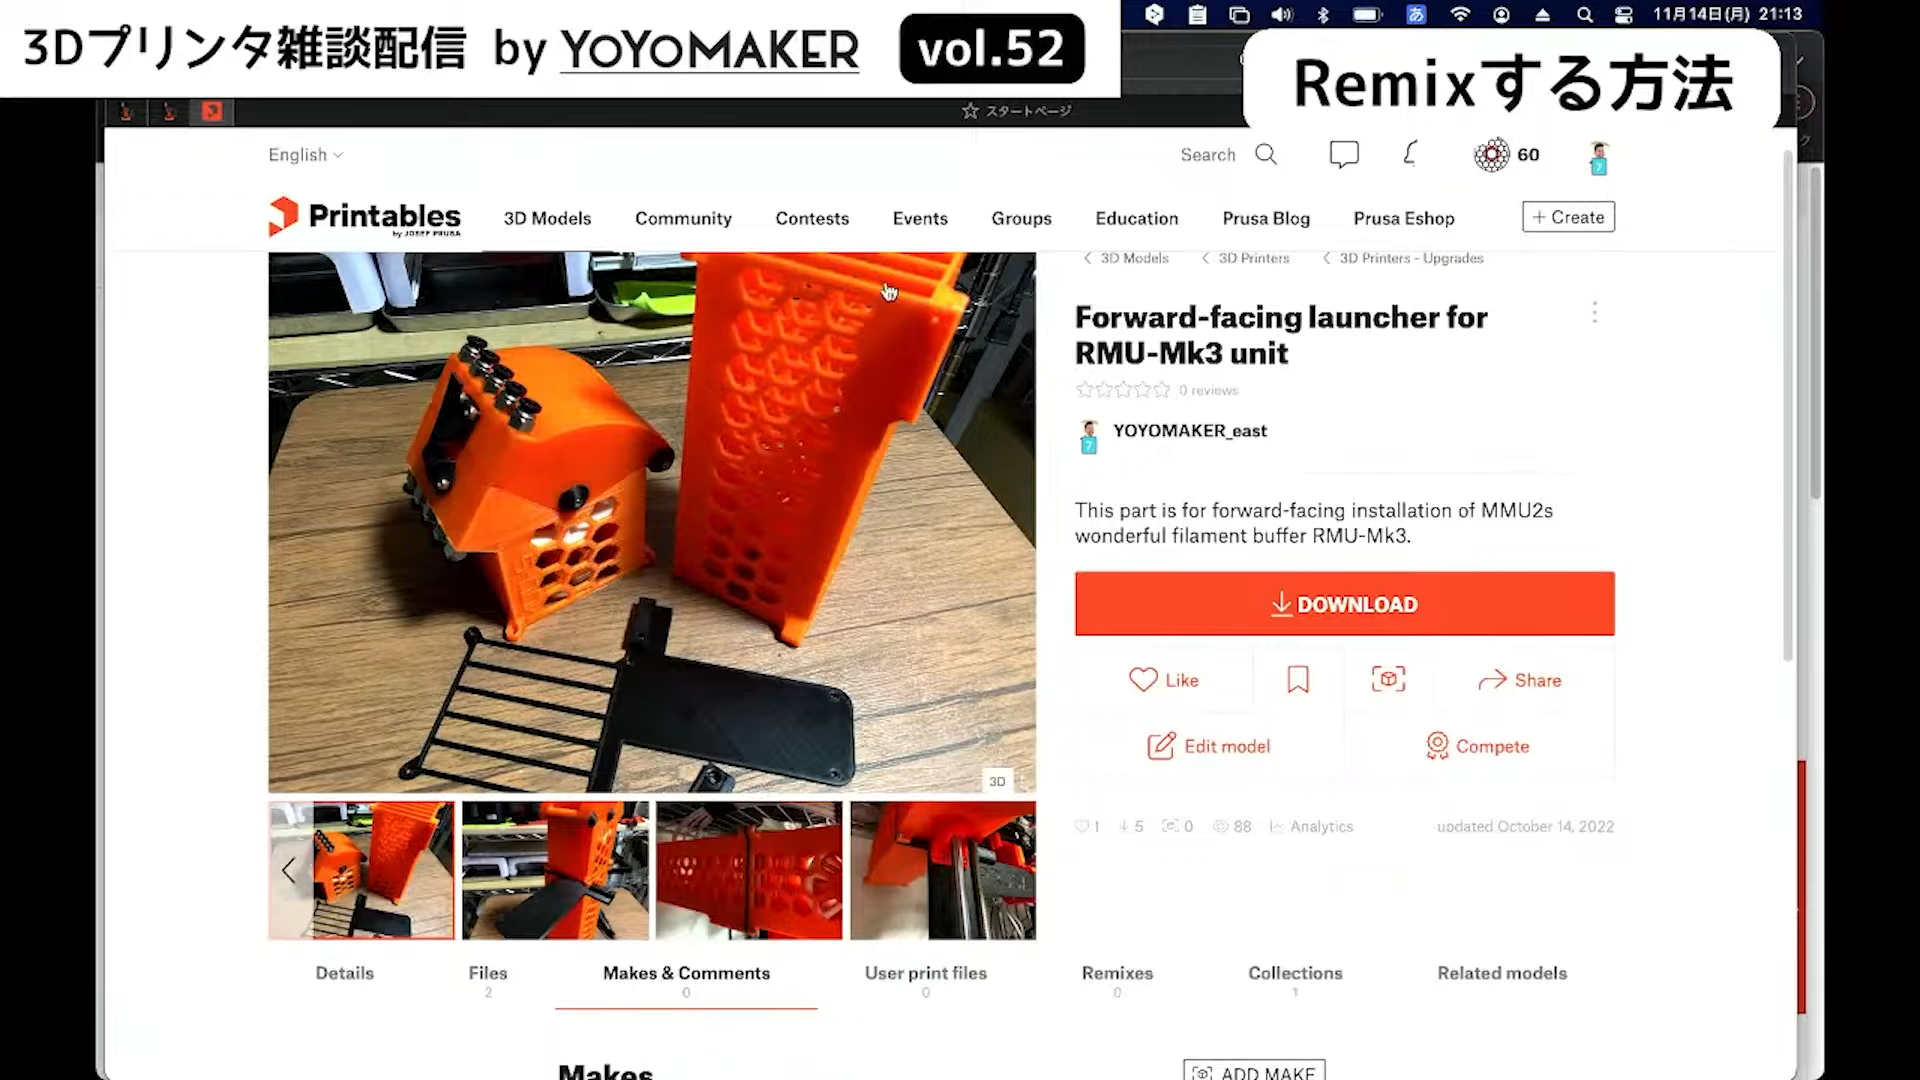 3Dプリンタ雑談配信 by YOYOMAKER vol.52
11月14日(月) 21:13
Remixする方法
スタートページ
English
Search
60
Printables
by JOSEF PRUSA
3D Models
Community
Contests
Events
Groups
Education
Prusa Blog
Prusa Eshop
+ Create
3D Models
3D Printers
3D Printers - Upgrades
Forward-facing launcher for
RMU-Mk3 unit
0 reviews
YOYOMAKER_east
This part is for forward-facing installation of MMU2s
wonderful filament buffer RMU-Mk3.
DOWNLOAD
Like
Share
Edit model
Compete
1 5 0 88 Analytics
updated October 14, 2022
3D
Details
Files
2
Makes & Comments
0
User print files
0
Remixes
0
Collections
1
Related models
Makes
ADD MAKE